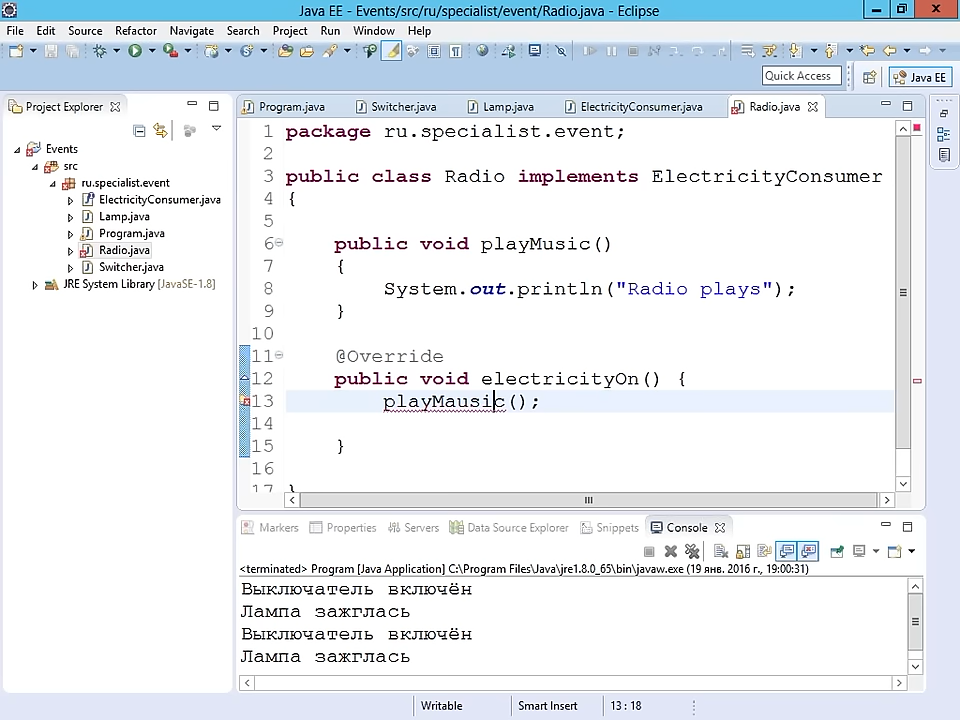 Java EE - Events/src/ru/specialist/event/Radio.java - Eclipse
File Edit Source Refactor Navigate Search Project Run Window Help
Quick Access
Java EE
Project Explorer
Program.java Switcher.java Lamp.java ElectricityConsumer.java Radio.java
Events
src
ru.specialist.event
ElectricityConsumer.java
Lamp.java
Program.java
Radio.java
Switcher.java
JRE System Library [JavaSE-1.8]
1 package ru.specialist.event;
2
3 public class Radio implements ElectricityConsumer
4 {
5
6 public void playMusic()
7 {
8 System.out.println("Radio plays");
9 }
10
11 @Override
12 public void electricityOn() {
13 playMausic();
14
15 }
16
17 }
Markers Properties Servers Data Source Explorer Snippets Console
<terminated> Program [Java Application] C:\Program Files\Java\jre1.8.0_65\bin\javaw.exe (19 янв. 2016 г., 19:00:31)
Выключатель включён
Лампа зажглась
Выключатель включён
Лампа зажглась
Writable Smart Insert 13 : 18